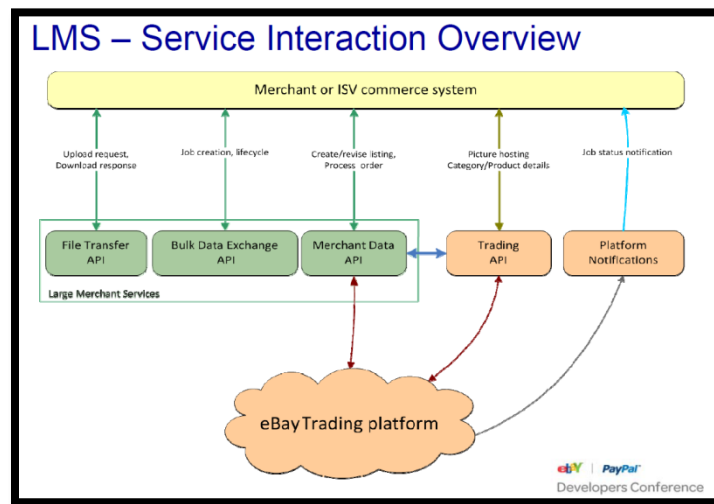 LMS – Service Interaction Overview
Merchant or ISV commerce system
Upload request,
Download response
Job creation, lifecycle
Create/revise listing,
Process order
Picture hosting
Category/Product details
Job status notification
File Transfer
API
Bulk Data Exchange
API
Merchant Data
API
Trading
API
Platform
Notifications
Large Merchant Services
eBay Trading platform
ebY | PayPal
Developers Conference